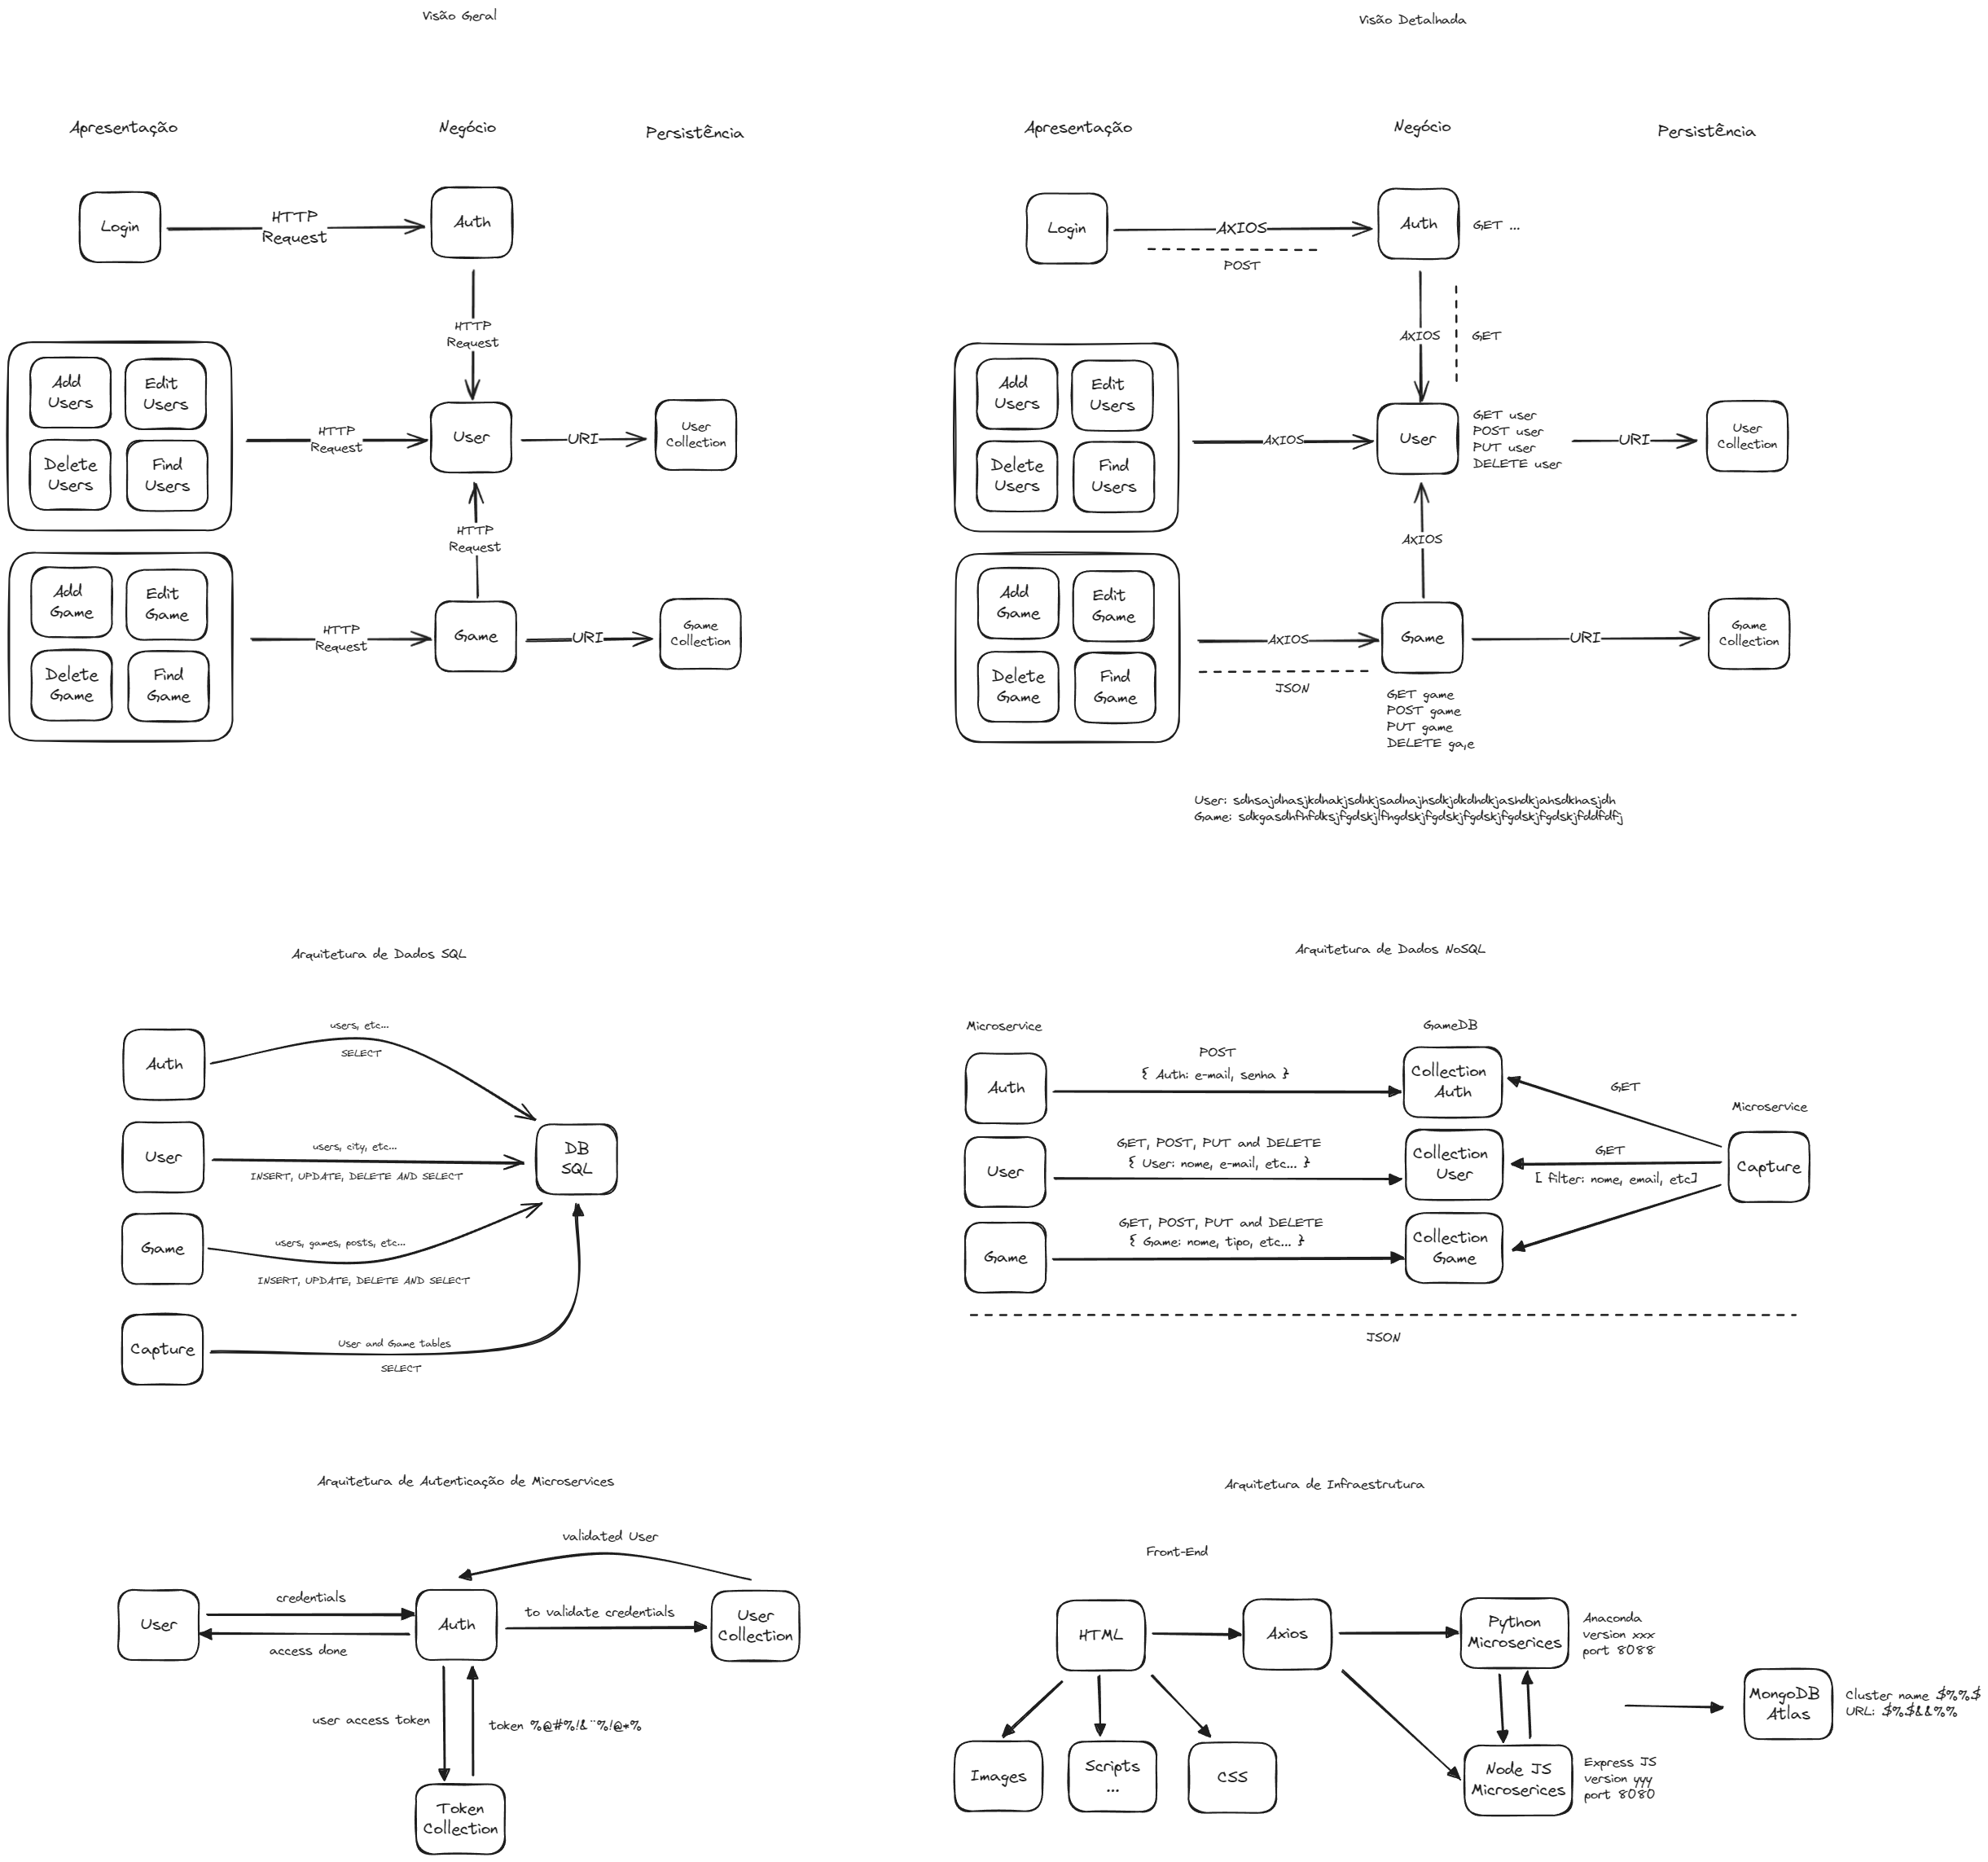 Visão Geral
Apresentação
Negócio
Persistência
Login
HTTP
Request
Auth
HTTP
Request
Add
Users
Edit
Users
Delete
Users
Find
Users
HTTP
Request
User
URI
User
Collection
HTTP
Request
Add
Game
Edit
Game
Delete
Game
Find
Game
HTTP
Request
Game
URI
Game
Collection
Visão Detalhada
Apresentação
Negócio
Persistência
Login
AXIOS
POST
Auth
GET ...
AXIOS
GET
Add
Users
Edit
Users
Delete
Users
Find
Users
AXIOS
User
GET user
POST user
PUT user
DELETE user
URI
User
Collection
AXIOS
Add
Game
Edit
Game
Delete
Game
Find
Game
AXIOS
JSON
Game
URI
Game
Collection
GET game
POST game
PUT game
DELETE ga,e
User:
Game:
Arquitetura de Dados SQL
Auth
users, etc...
SELECT
User
users, city, etc...
INSERT, UPDATE, DELETE AND SELECT
DB
SQL
Game
users, games, posts, etc...
INSERT, UPDATE, DELETE AND SELECT
Capture
User and Game tables
SELECT
Arquitetura de Dados NoSQL
Microservice
GameDB
Auth
POST
{ Auth: e-mail, senha }
Collection
Auth
GET
Microservice
User
GET, POST, PUT and DELETE
{ User: nome, e-mail, etc... }
Collection
User
GET
[ filter: nome, email, etc]
Capture
Game
GET, POST, PUT and DELETE
{ Game: nome, tipo, etc... }
Collection
Game
JSON
Arquitetura de Autenticação de Microservices
validated User
User
credentials
access done
Auth
to validate credentials
User
Collection
user access token
token %@#%!&¨%!@*%
Token
Collection
Arquitetura de Infraestrutura
Front-End
HTML
Axios
Python
Microserices
Anaconda
version xxx
port 8088
Images
Scripts
...
CSS
Node JS
Microserices
Express JS
version yyy
port 8080
MongoDB
Atlas
Cluster name $%%$
URL: $%$&&%%